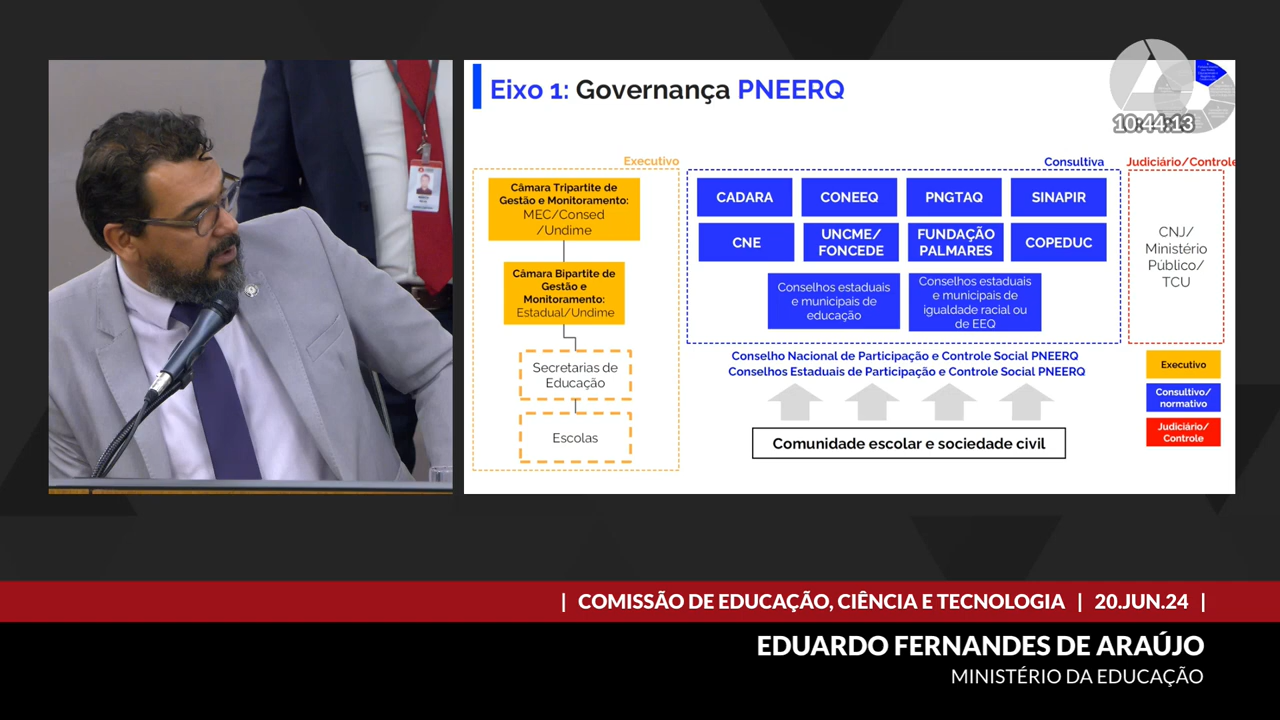 10:44:13
Eixo 1: Governança PNEERQ
Executivo
Câmara Tripartite de
Gestão e Monitoramento:
MEC/Consed
/Undime
Câmara Bipartite de
Gestão e
Monitoramento:
Estadual/Undime
Secretarias de
Educação
Escolas
Consultiva
CADARA
CONEEQ
PNGTAQ
SINAPIR
CNE
UNCME/
FONCEDE
FUNDAÇÃO
PALMARES
COPEDUC
Conselhos estaduais
e municipais de
educação
Conselhos estaduais
e municipais de
igualdade racial ou
de EEQ
Conselho Nacional de Participação e Controle Social PNEERQ
Conselhos Estaduais de Participação e Controle Social PNEERQ
Comunidade escolar e sociedade civil
Judiciário/Controle
CNJ/
Ministério
Público/
TCU
Executivo
Consultivo/
normativo
Judiciário/
Controle
| COMISSÃO DE EDUCAÇÃO, CIÊNCIA E TECNOLOGIA | 20.JUN.24 |
EDUARDO FERNANDES DE ARAÚJO
MINISTÉRIO DA EDUCAÇÃO